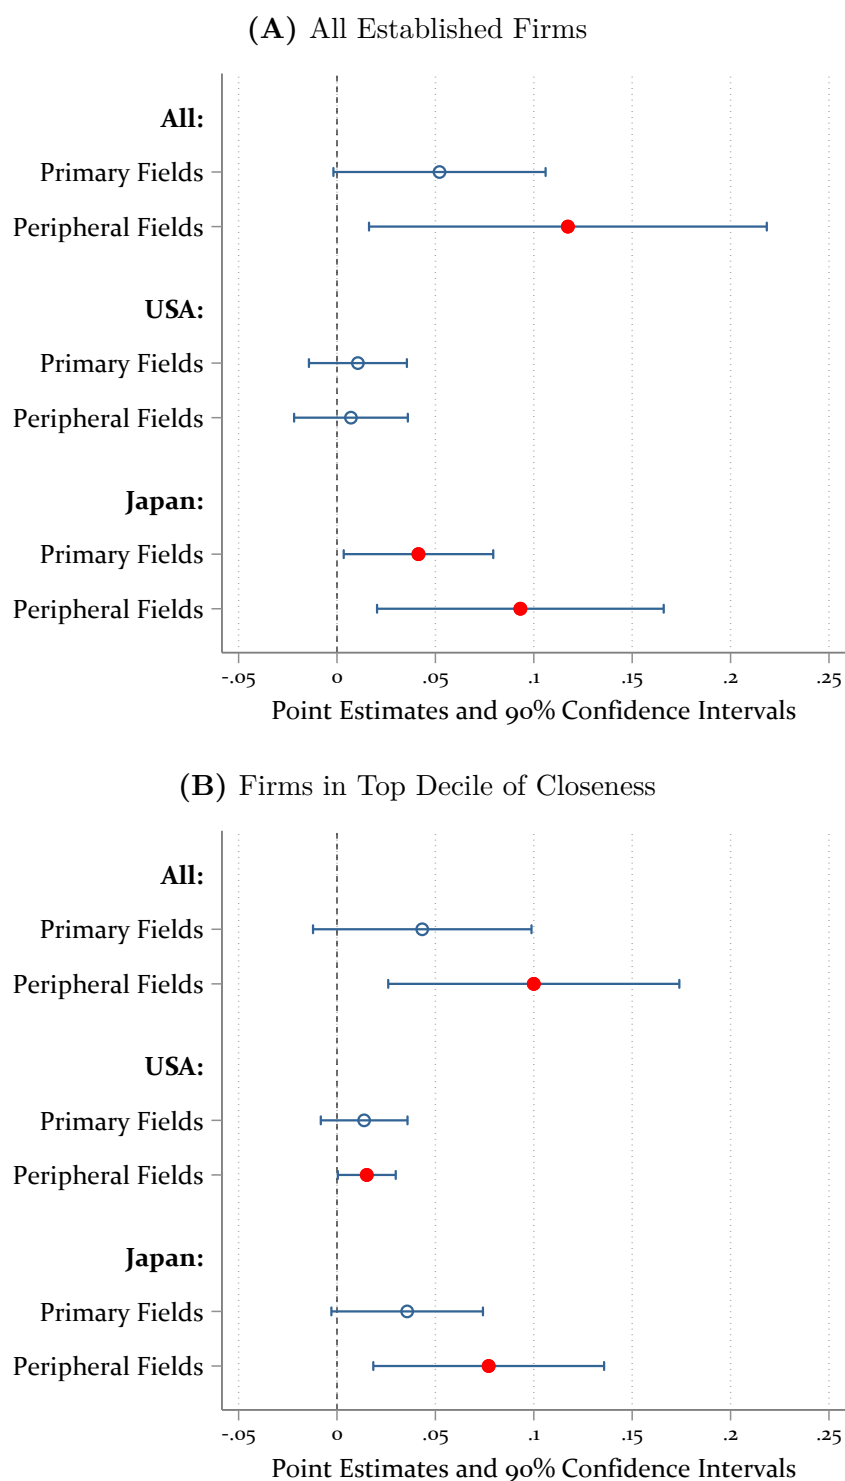 (A) All Established Firms
All:
Primary Fields
Peripheral Fields
USA:
Primary Fields
Peripheral Fields
Japan:
Primary Fields
Peripheral Fields
-.05 0 .05 .1 .15 .2 .25
Point Estimates and 90% Confidence Intervals
(B) Firms in Top Decile of Closeness
All:
Primary Fields
Peripheral Fields
USA:
Primary Fields
Peripheral Fields
Japan:
Primary Fields
Peripheral Fields
-.05 0 .05 .1 .15 .2 .25
Point Estimates and 90% Confidence Intervals